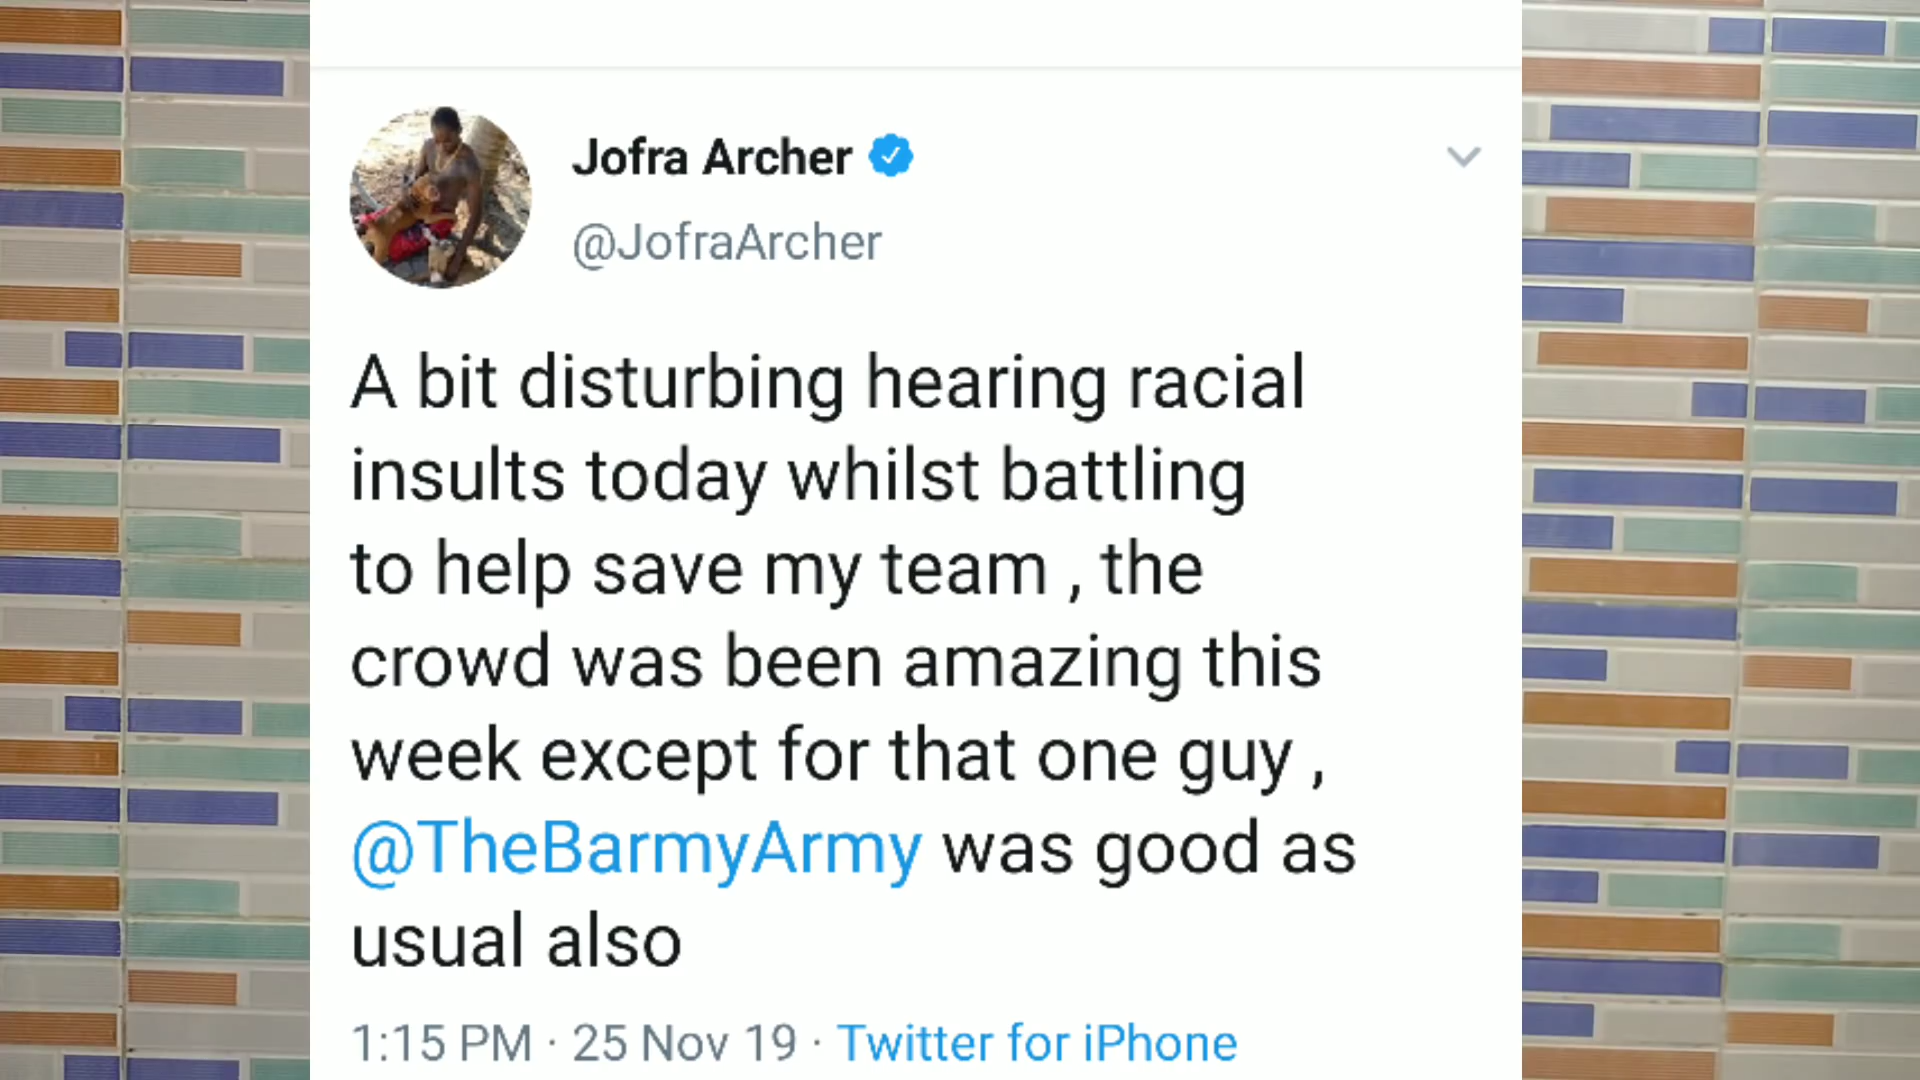 Jofra Archer
@JofraArcher
A bit disturbing hearing racial
insults today whilst battling
to help save my team , the
crowd was been amazing this
week except for that one guy ,
@TheBarmyArmy was good as
usual also
1:15 PM · 25 Nov 19 · Twitter for iPhone